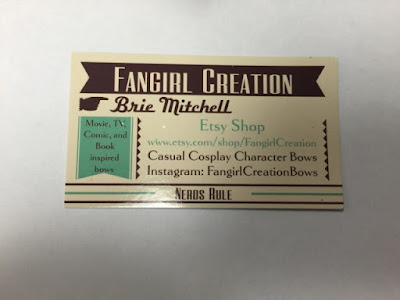 FANGIRL CREATION
Brie Mitchell
Movie, TV,
Comic, and
Book
inspired
bows
Etsy Shop
www.etsy.com/shop/FangirlCreation
Casual Cosplay Character Bows
Instagram: FangirlCreationBows
NERDS RULE